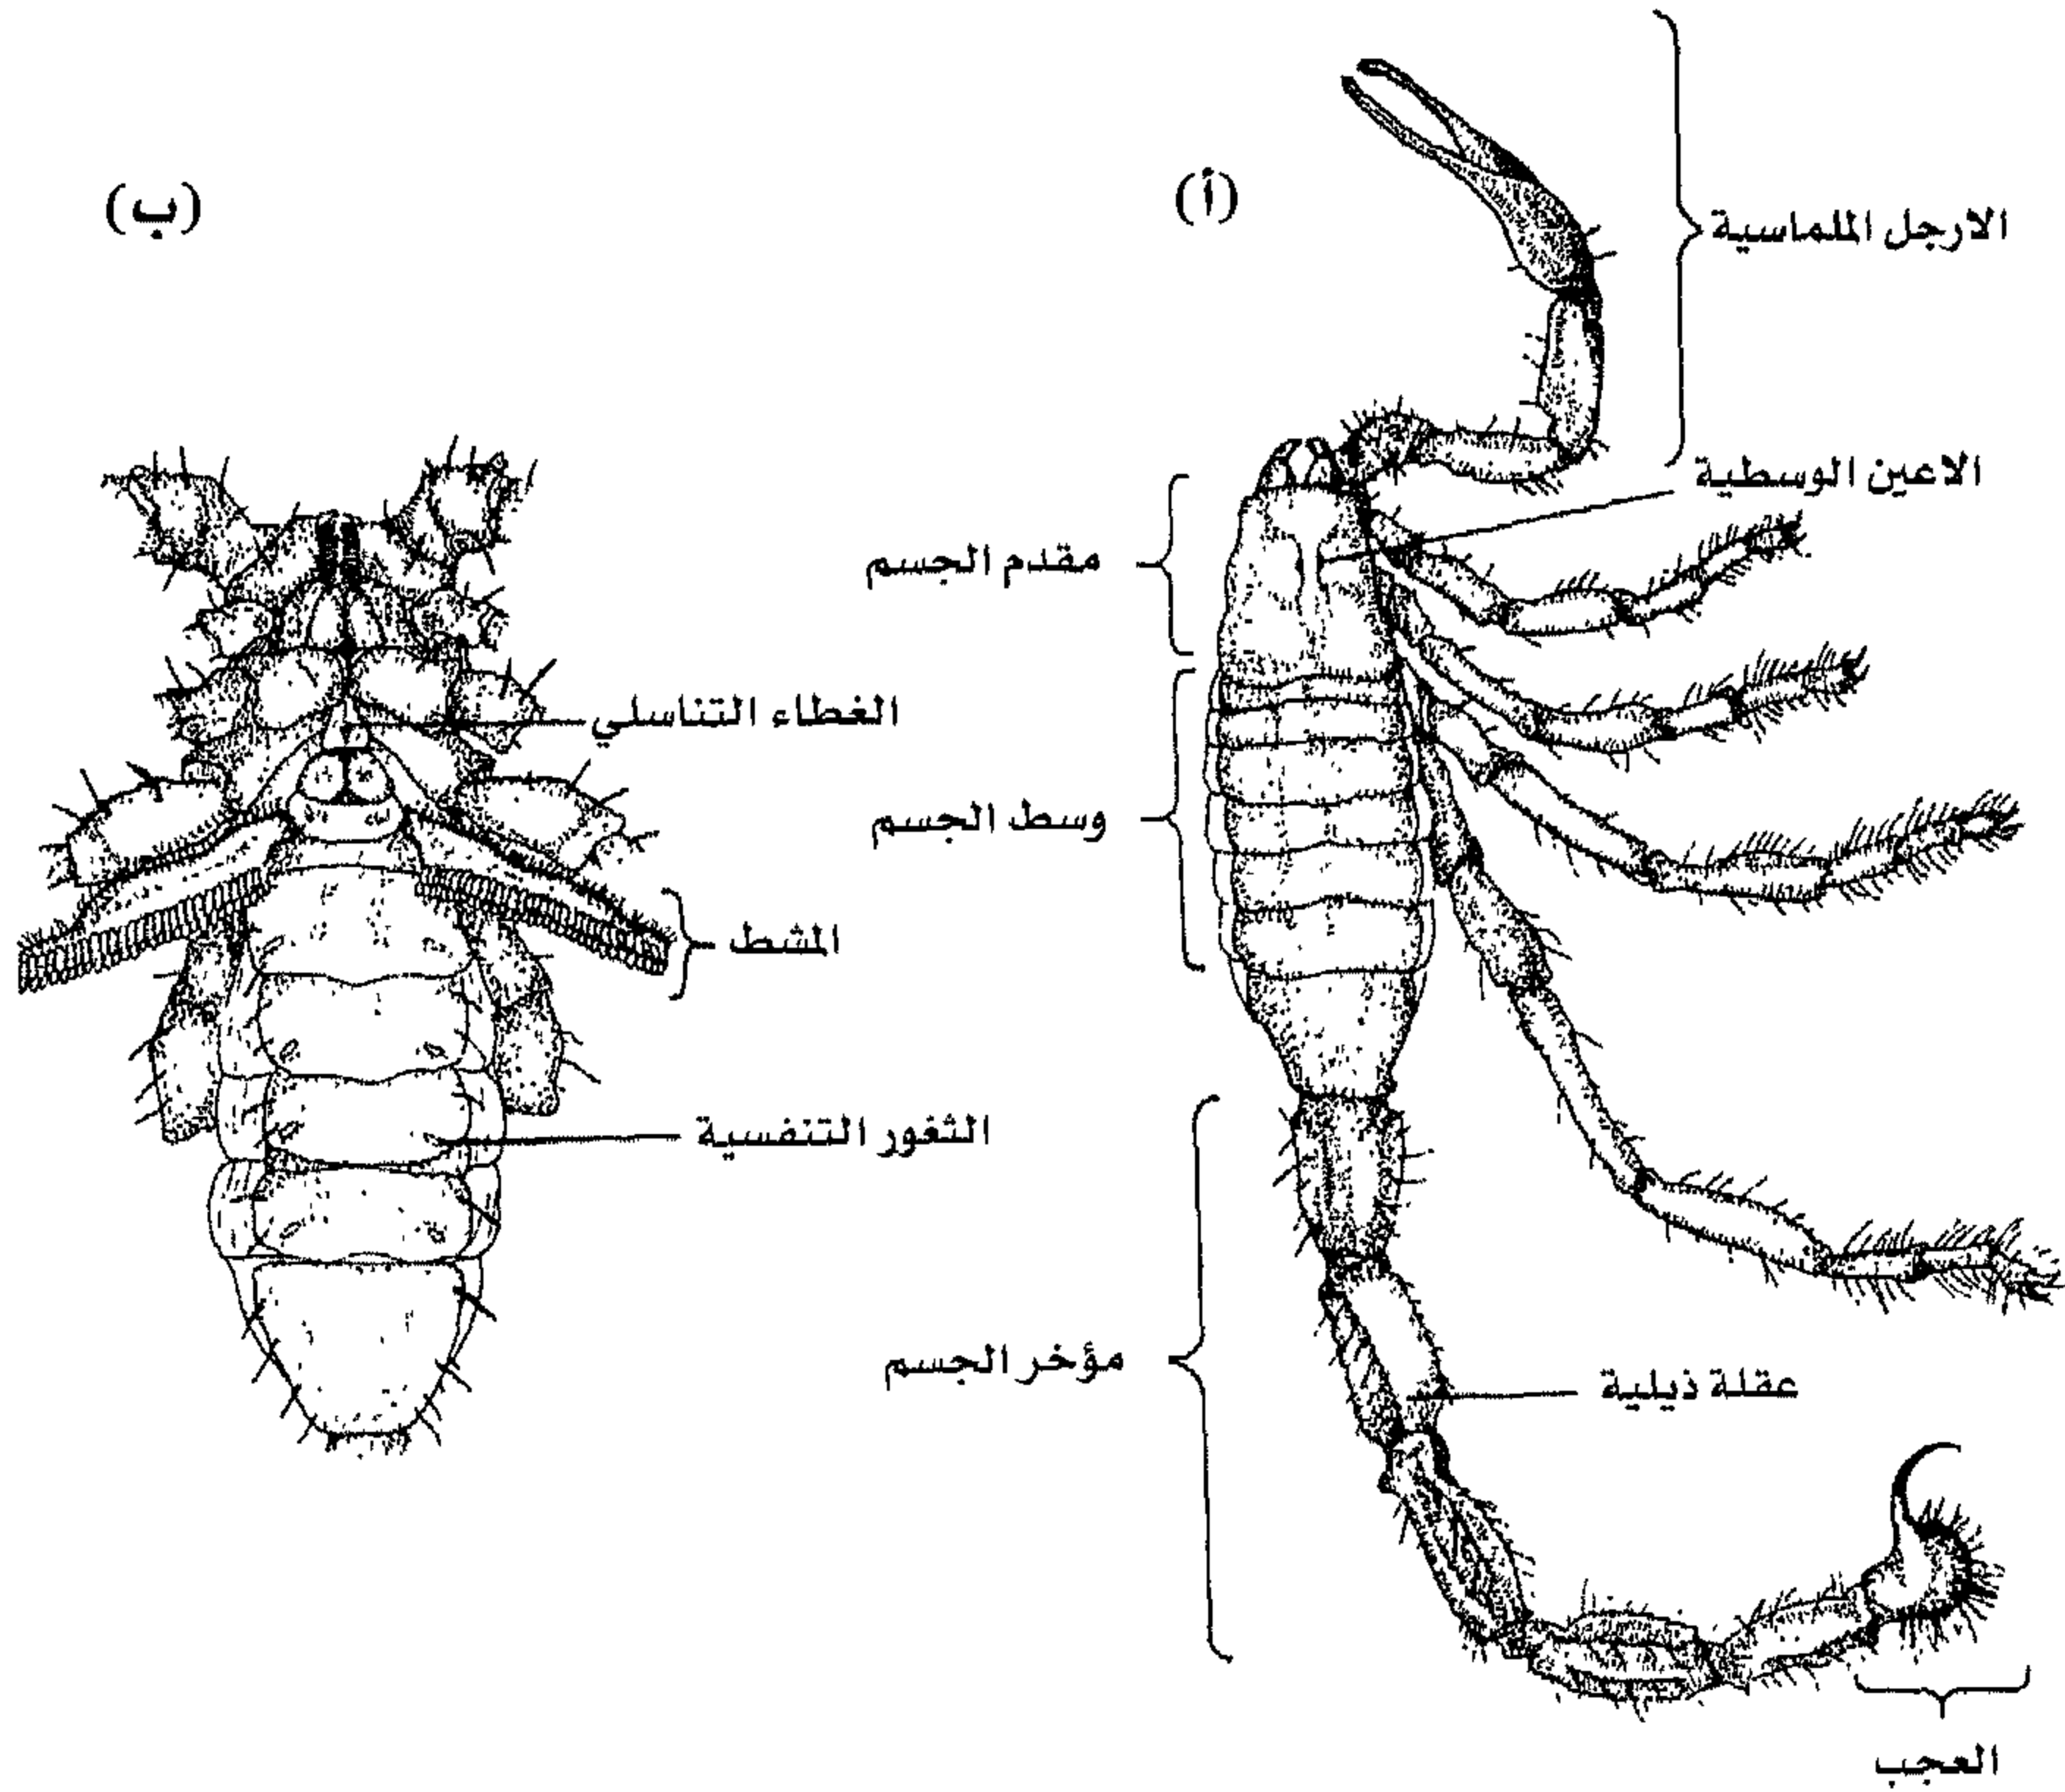 (أ)
الارجل الملماسية
الاعين الوسطية
مقدم الجسم
وسط الجسم
مؤخر الجسم
عقلة ذيلية
العجب
(ب)
الغطاء التناسلي
المشط
الثغور التنفسية